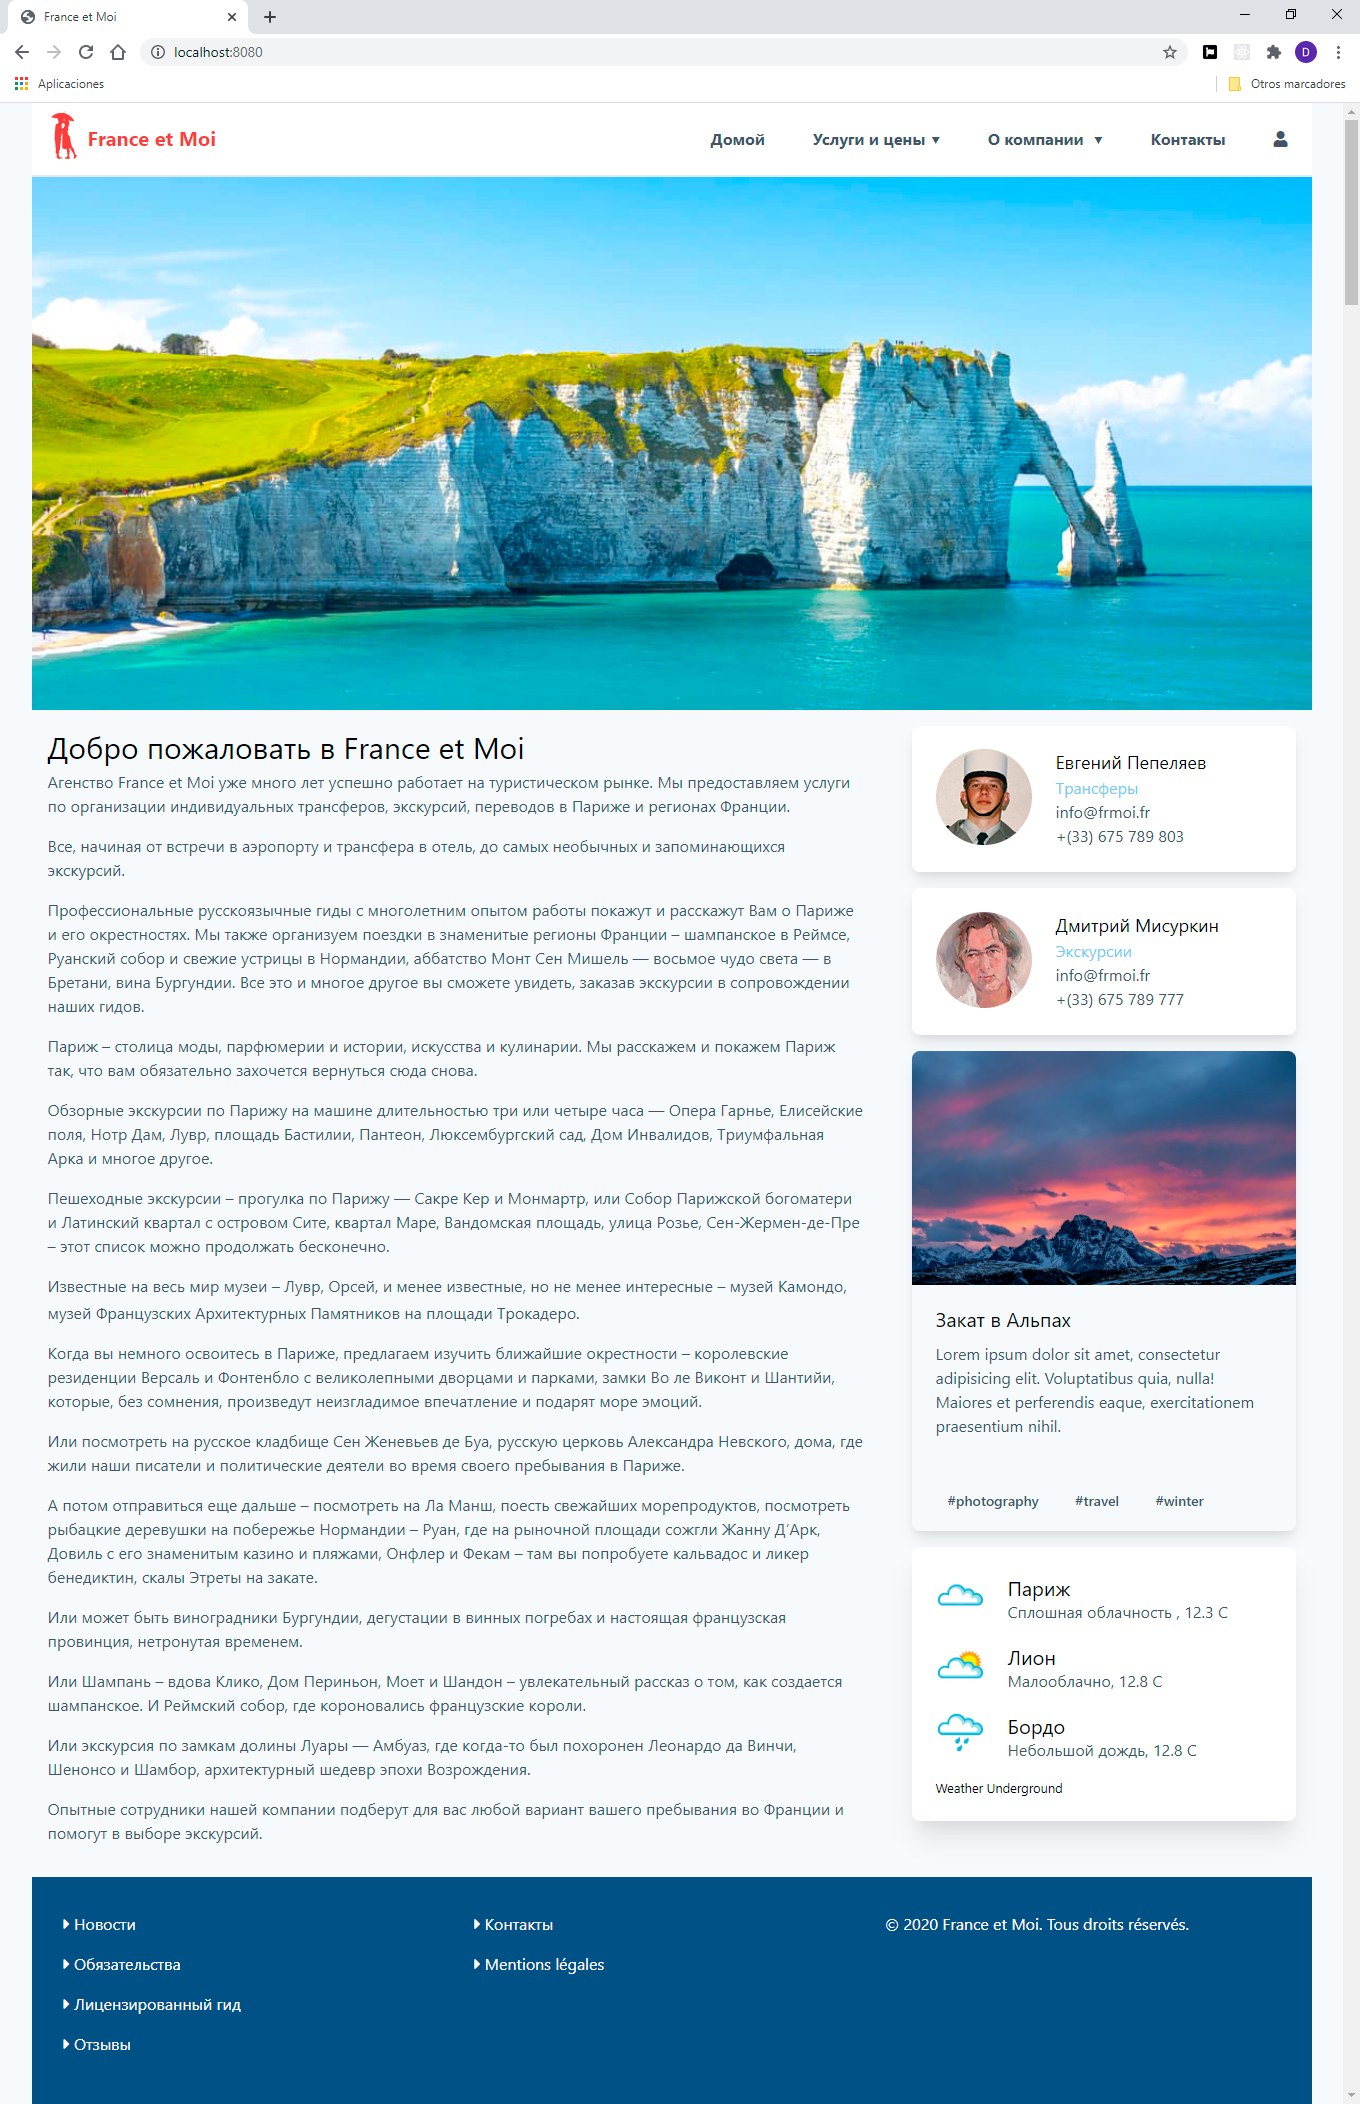 France et Moi
localhost:8080
D
Aplicaciones
Otros marcadores
France et Moi
Домой
Услуги и цены
О компании
Контакты
Добро пожаловать в France et Moi
Агенство France et Moi уже много лет успешно работает на туристическом рынке. Мы предоставляем услуги
по организации индивидуальных трансферов, экскурсий, переводов в Париже и регионах Франции.
Все, начиная от встречи в аэропорту и трансфера в отель, до самых необычных и запоминающихся
экскурсий.
Профессиональные русскоязычные гиды с многолетним опытом работы покажут и расскажут Вам о Париже
и его окрестностях. Мы также организуем поездки в знаменитые регионы Франции – шампанское в Реймсе,
Руанский собор и свежие устрицы в Нормандии, аббатство Монт Сен Мишель — восьмое чудо света — в
Бретани, вина Бургундии. Все это и многое другое вы сможете увидеть, заказав экскурсии в сопровождении
наших гидов.
Париж – столица моды, парфюмерии и истории, искусства и кулинарии. Мы расскажем и покажем Париж
так, что вам обязательно захочется вернуться сюда снова.
Обзорные экскурсии по Парижу на машине длительностью три или четыре часа — Опера Гарнье, Елисейские
поля, Нотр Дам, Лувр, площадь Бастилии, Пантеон, Люксембургский сад, Дом Инвалидов, Триумфальная
Арка и многое другое.
Пешеходные экскурсии – прогулка по Парижу — Сакре Кер и Монмартр, или Собор Парижской богоматери
и Латинский квартал с островом Сите, квартал Маре, Вандомская площадь, улица Розье, Сен-Жермен-де-Пре
– этот список можно продолжать бесконечно.
Известные на весь мир музеи – Лувр, Орсей, и менее известные, но не менее интересные – музей Камондо,
музей Французских Архитектурных Памятников на площади Трокадеро.
Когда вы немного освоитесь в Париже, предлагаем изучить ближайшие окрестности – королевские
резиденции Версаль и Фонтенбло с великолепными дворцами и парками, замки Во ле Виконт и Шантийи,
которые, без сомнения, произведут неизгладимое впечатление и подарят море эмоций.
Или посмотреть на русское кладбище Сен Женевьев де Буа, русскую церковь Александра Невского, дома, где
жили наши писатели и политические деятели во время своего пребывания в Париже.
А потом отправиться еще дальше – посмотреть на Ла Манш, поесть свежайших морепродуктов, посмотреть
рыбацкие деревушки на побережье Нормандии – Руан, где на рыночной площади сожгли Жанну Д'Арк,
Довиль с его знаменитым казино и пляжами, Онфлер и Фекам – там вы попробуете кальвадос и ликер
бенедиктин, скалы Этреты на закате.
Или может быть виноградники Бургундии, дегустации в винных погребах и настоящая французская
провинция, нетронутая временем.
Или Шампань – вдова Клико, Дом Периньон, Моет и Шандон – увлекательный рассказ о том, как создается
шампанское. И Реймский собор, где короновались французские короли.
Или экскурсия по замкам долины Луары — Амбуаз, где когда-то был похоронен Леонардо да Винчи,
Шенонсо и Шамбор, архитектурный шедевр эпохи Возрождения.
Опытные сотрудники нашей компании подберут для вас любой вариант вашего пребывания во Франции и
помогут в выборе экскурсий.
Евгений Пепеляев
Трансферы
info@frmoi.fr
+(33) 675 789 803
Дмитрий Мисуркин
Экскурсии
info@frmoi.fr
+(33) 675 789 777
Закат в Альпах
Lorem ipsum dolor sit amet, consectetur
adipisicing elit. Voluptatibus quia, nulla!
Maiores et perferendis eaque, exercitationem
praesentium nihil.
#photography #travel #winter
Париж
Сплошная облачность , 12.3 C
Лион
Малооблачно, 12.8 C
Бордо
Небольшой дождь, 12.8 C
Weather Underground
Новости
Обязательства
Лицензированный гид
Отзывы
Контакты
Mentions légales
© 2020 France et Moi. Tous droits réservés.